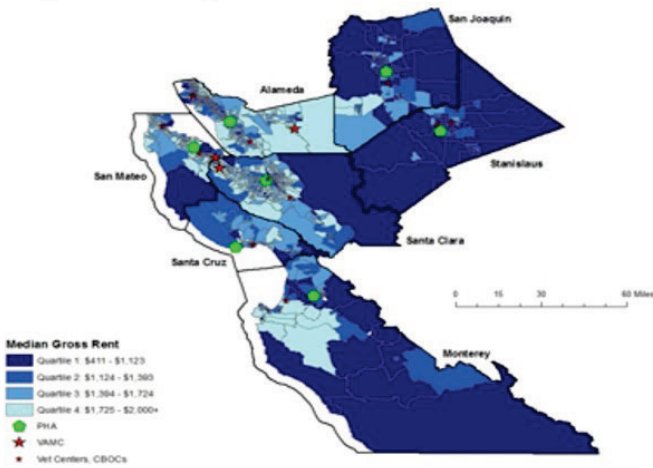 San Joaquin
Alameda
Stanislaus
San Mateo
Santa Clara
Santa Cruz
0 15 30 60 Miles
Monterey
Median Gross Rent
Quartile 1: $411 - $1,123
Quartile 2: $1,124 - $1,393
Quartile 3: $1,394 - $1,724
Quartile 4: $1,725 - $2,000+
PHA
VAMC
Vet Centers, CBOCs